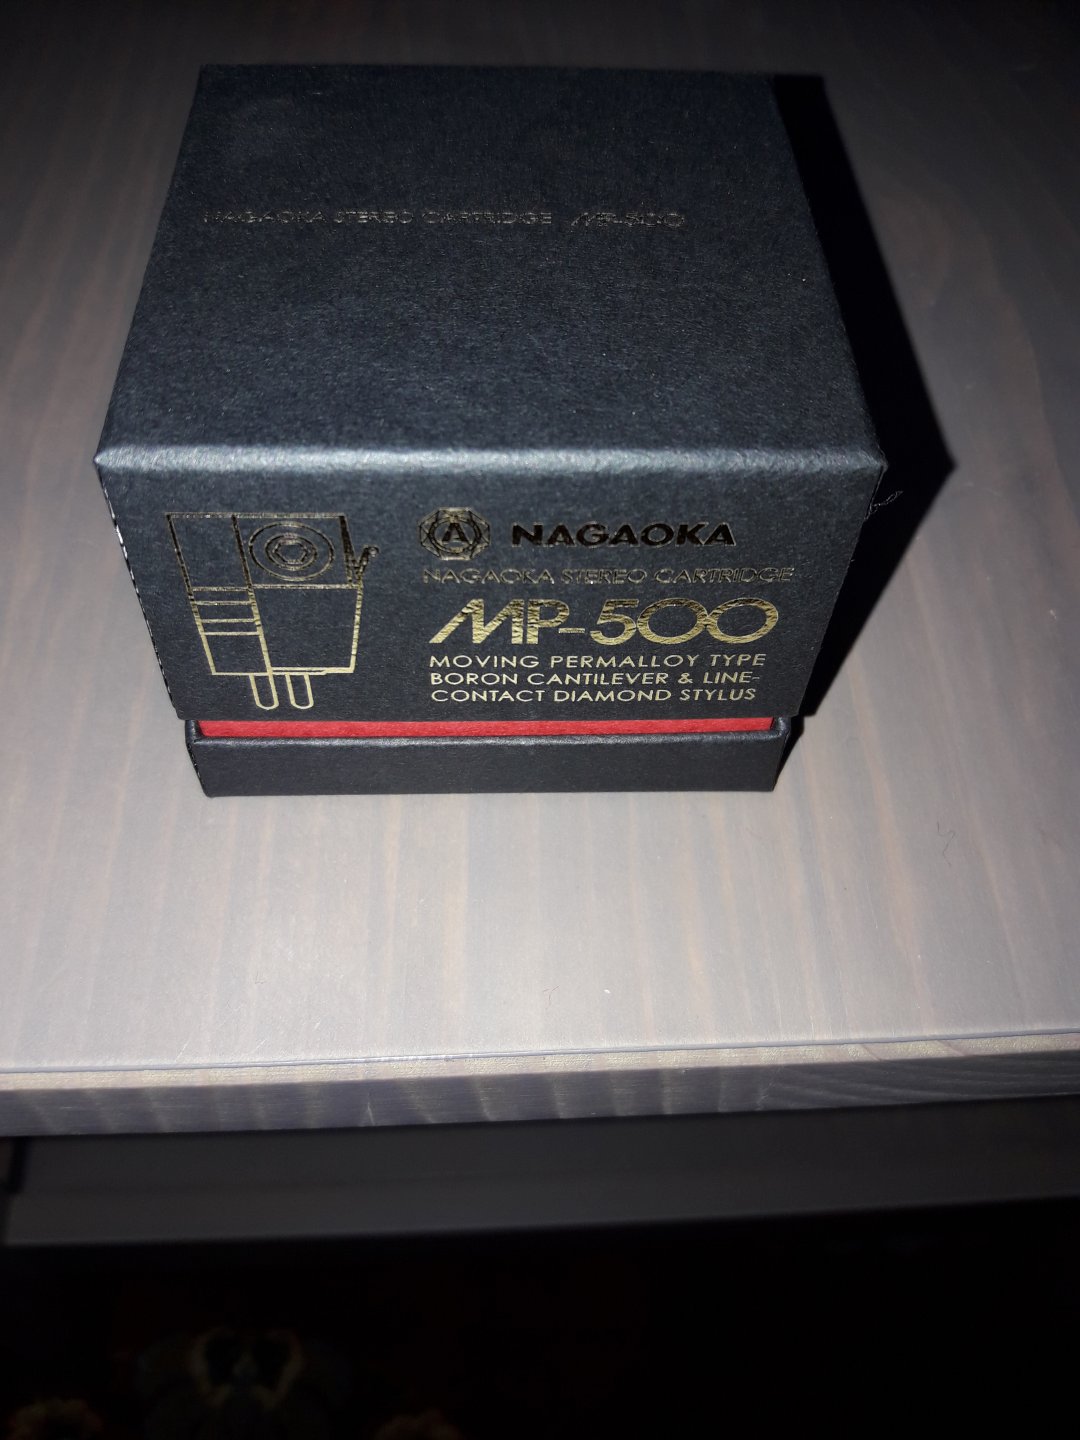 NAGAOKA STEREO CARTRIDGE MP-500
A NAGAOKA
NAGAOKA STEREO CARTRIDGE
MP-500
MOVING PERMALLOY TYPE
BORON CANTILEVER & LINE-
CONTACT DIAMOND STYLUS